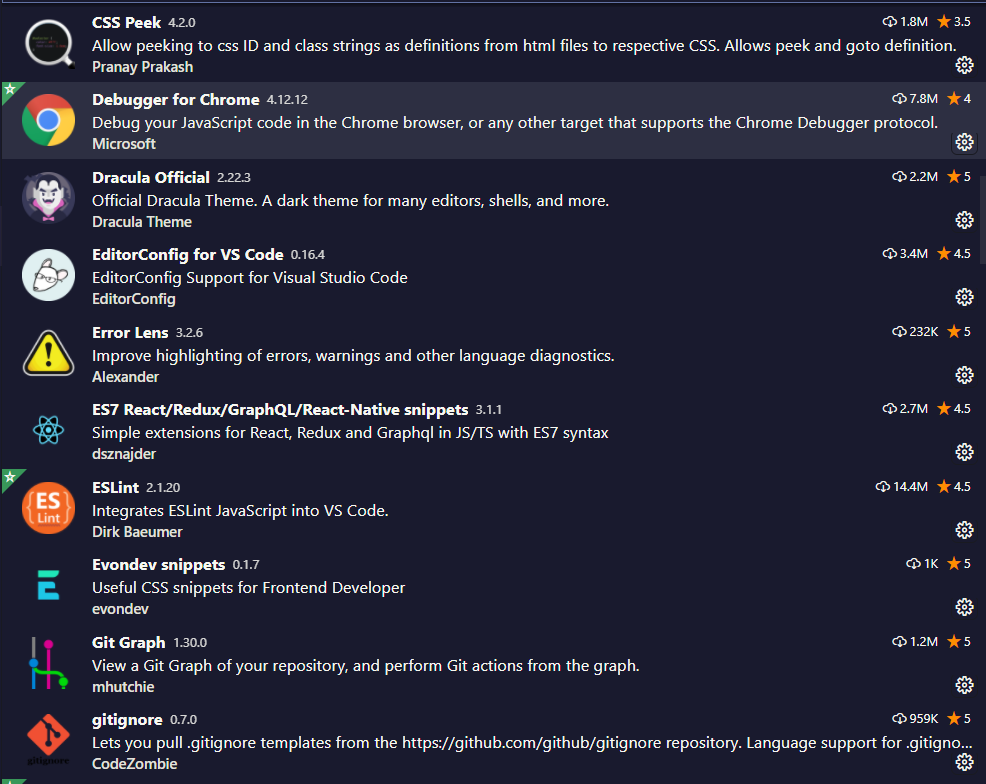 CSS Peek 4.2.0 1.8M 3.5
Allow peeking to css ID and class strings as definitions from html files to respective CSS. Allows peek and goto definition.
Pranay Prakash
Debugger for Chrome 4.12.12 7.8M 4
Debug your JavaScript code in the Chrome browser, or any other target that supports the Chrome Debugger protocol.
Microsoft
Dracula Official 2.22.3 2.2M 5
Official Dracula Theme. A dark theme for many editors, shells, and more.
Dracula Theme
EditorConfig for VS Code 0.16.4 3.4M 4.5
EditorConfig Support for Visual Studio Code
EditorConfig
Error Lens 3.2.6 232K 5
Improve highlighting of errors, warnings and other language diagnostics.
Alexander
ES7 React/Redux/GraphQL/React-Native snippets 3.1.1 2.7M 4.5
Simple extensions for React, Redux and Graphql in JS/TS with ES7 syntax
dsznajder
ES
Lint
ESLint 2.1.20 14.4M 4.5
Integrates ESLint JavaScript into VS Code.
Dirk Baeumer
Evondev snippets 0.1.7 1K 5
Useful CSS snippets for Frontend Developer
evondev
Git Graph 1.30.0 1.2M 5
View a Git Graph of your repository, and perform Git actions from the graph.
mhutchie
gitignore 0.7.0 959K 5
Lets you pull .gitignore templates from the https://github.com/github/gitignore repository. Language support for .gitigno...
gitignore
CodeZombie